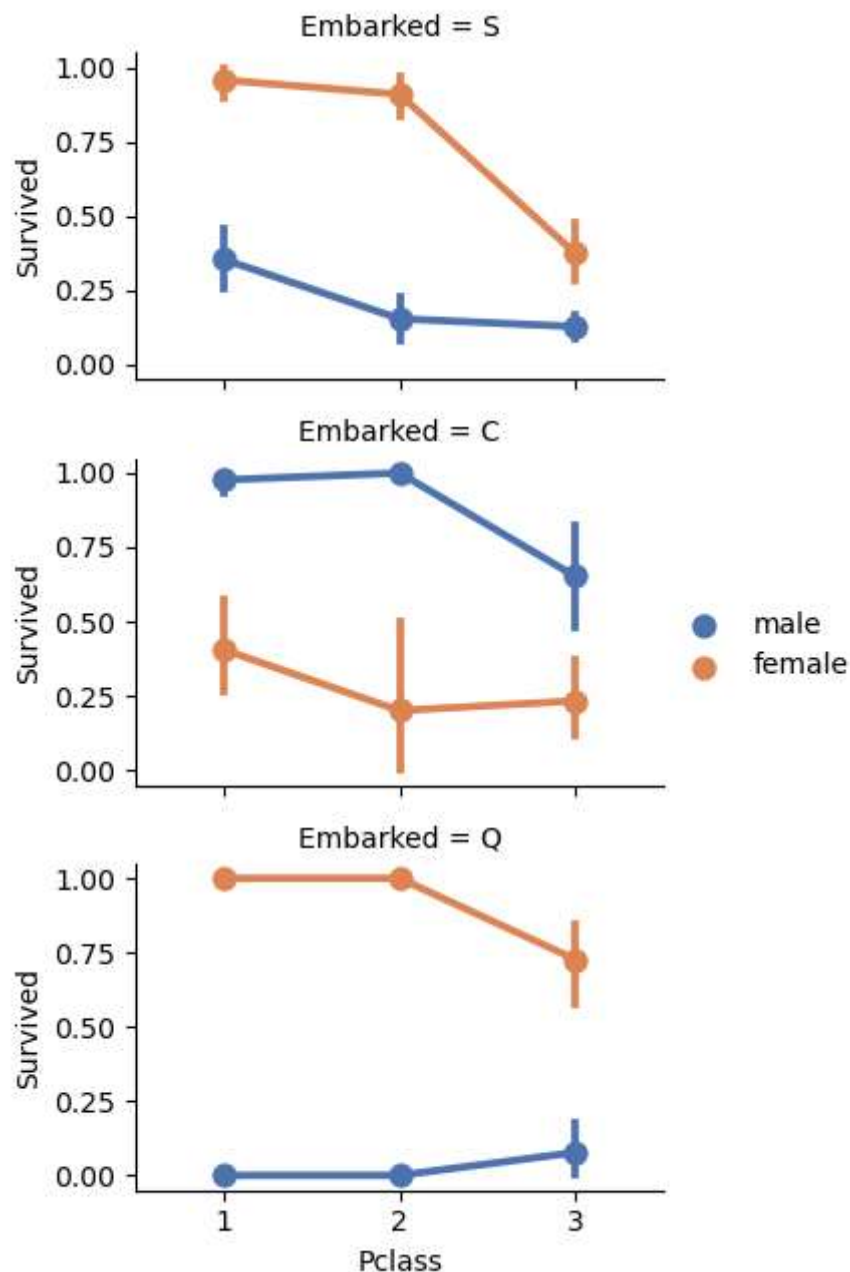 Embarked = S
1.00
0.75
0.50
0.25
0.00
Survived
Embarked = C
1.00
0.75
0.50
0.25
0.00
Survived
male
female
Embarked = Q
1.00
0.75
0.50
0.25
0.00
Survived
1 2 3
Pclass